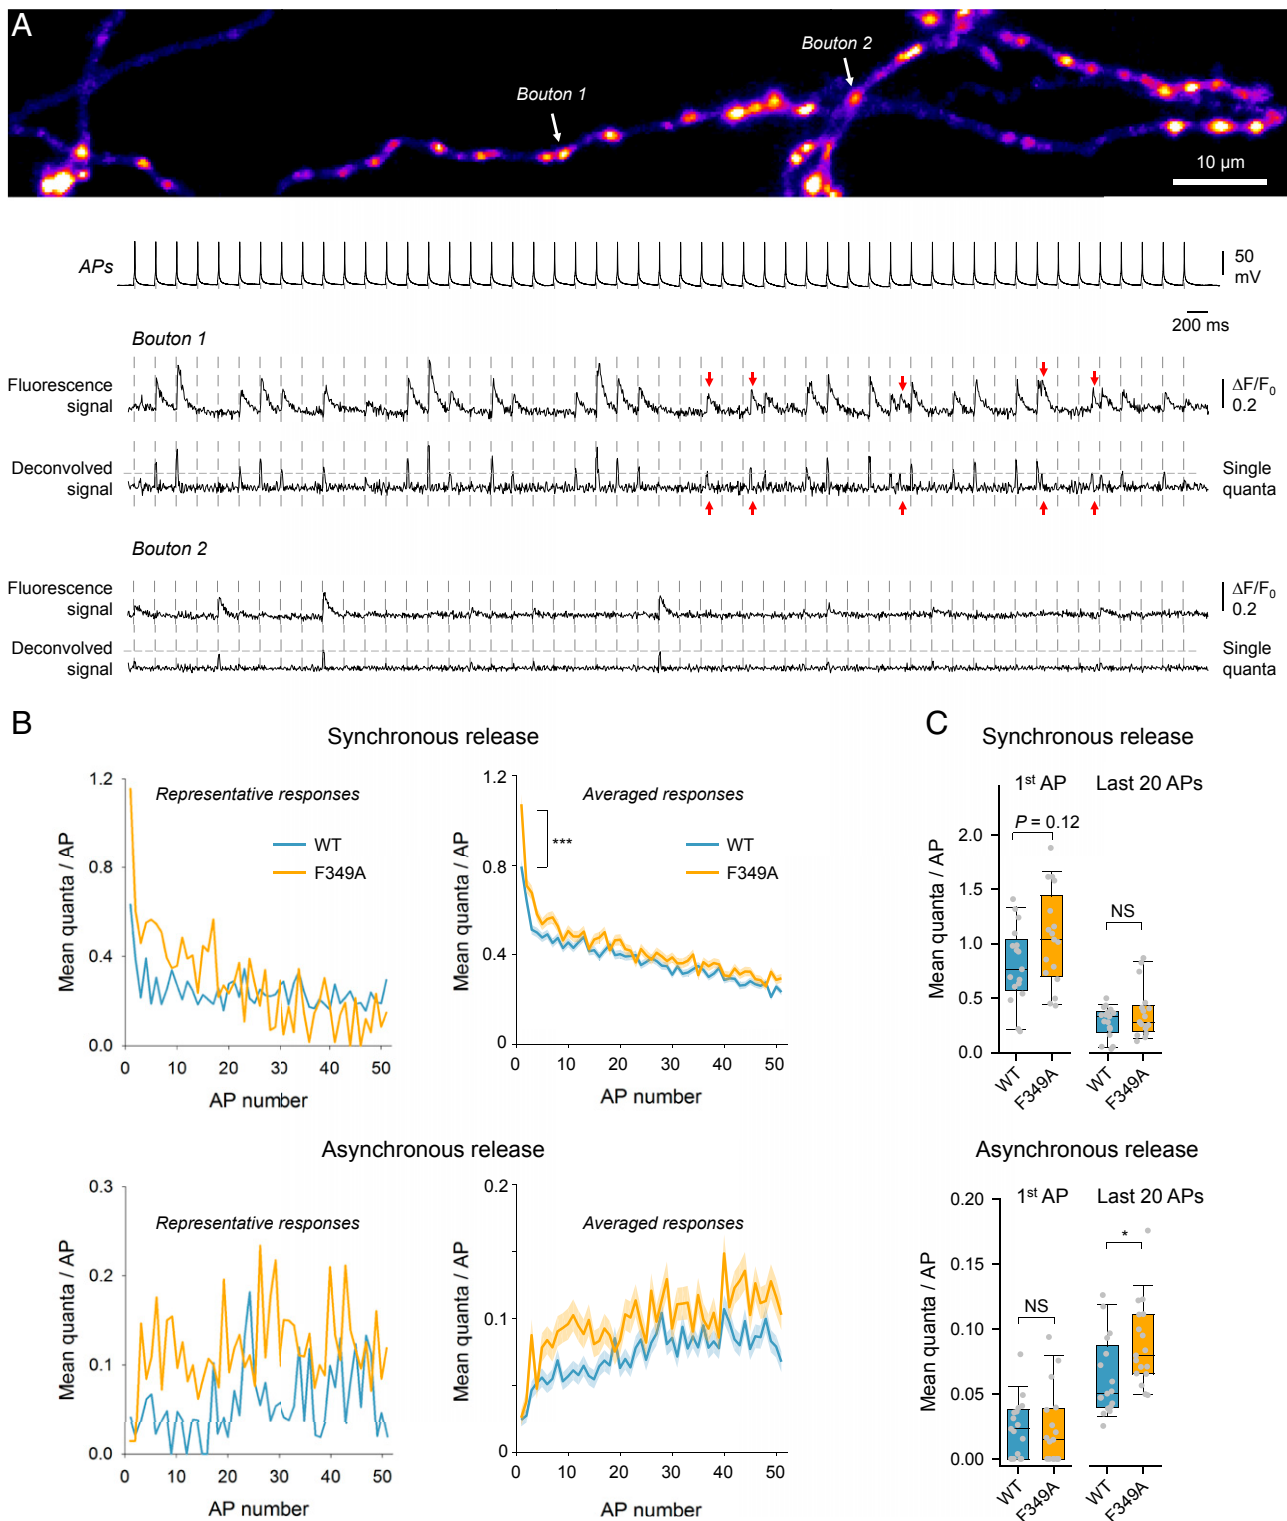 A
Bouton 1
Bouton 2
10 µm
APs
50
mV
200 ms
Bouton 1
Fluorescence
signal
ΔF/F0
0.2
Deconvolved
signal
Single
quanta
Bouton 2
Fluorescence
signal
ΔF/F0
0.2
Deconvolved
signal
Single
quanta
B
Synchronous release
Mean quanta / AP
1.2
0.8
0.4
0.0
Representative responses
WT
F349A
0 10 20 30 40 50
AP number
Mean quanta / AP
1.2
0.8
0.4
0
Averaged responses
***
WT
F349A
0 10 20 30 40 50
AP number
Asynchronous release
Mean quanta / AP
0.3
0.2
0.1
0.0
Representative responses
0 10 20 30 40 50
AP number
Mean quanta / AP
0.2
0.1
0
Averaged responses
0 10 20 30 40 50
AP number
C
Synchronous release
1st AP Last 20 APs
Mean quanta / AP
2.0
1.5
1.0
0.5
0.0
P = 0.12
NS
WT F349A WT F349A
Asynchronous release
1st AP Last 20 APs
Mean quanta / AP
0.20
0.15
0.10
0.05
0.00
NS
*
WT F349A WT F349A